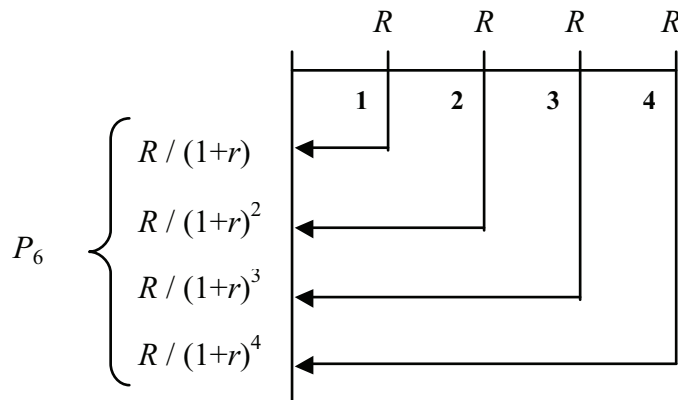 R R R R
1 2 3 4
R / (1+r)
R / (1+r)²
P₆
R / (1+r)³
R / (1+r)⁴